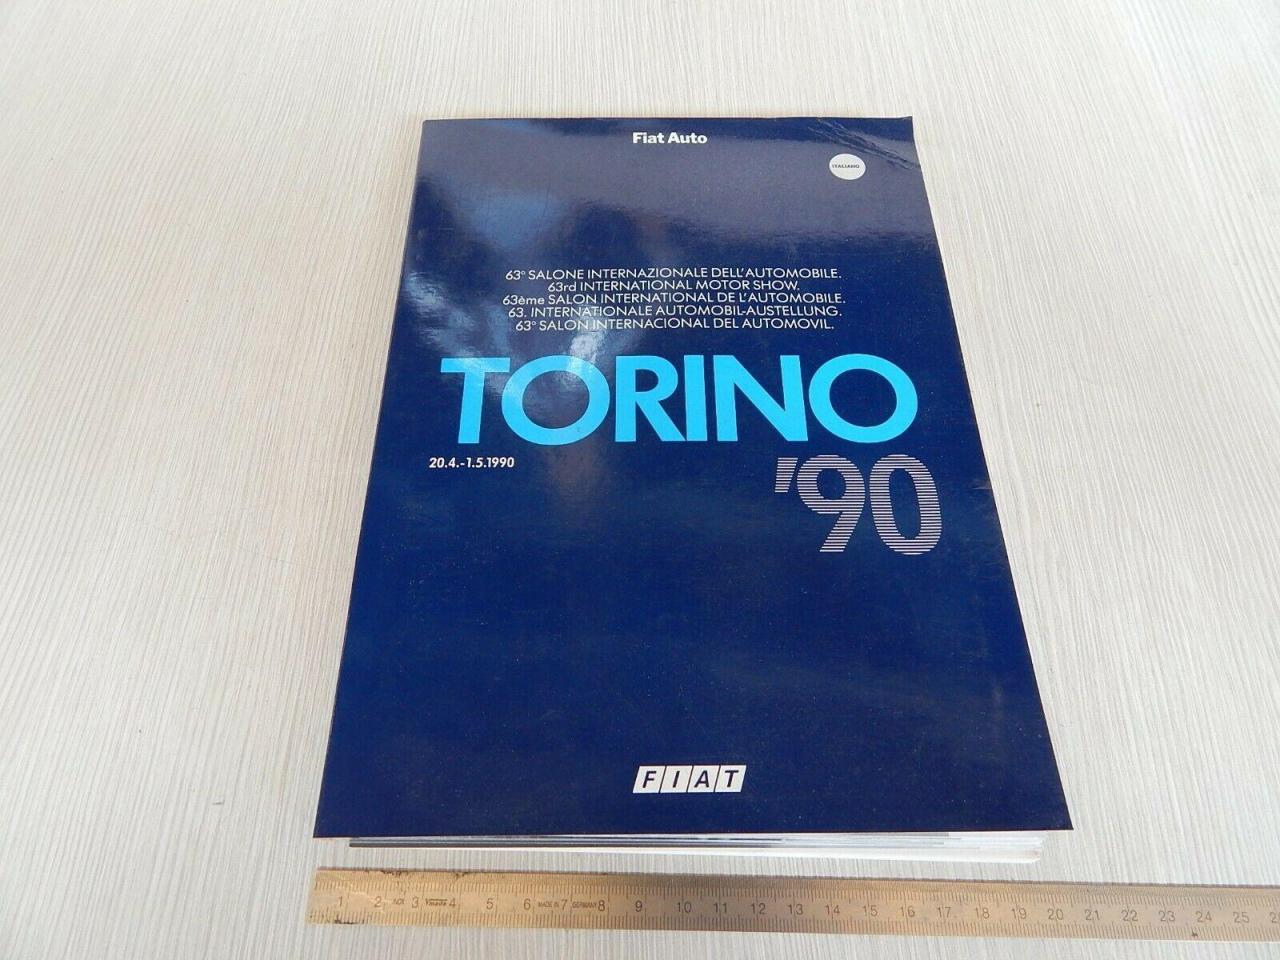 Fiat Auto
ITALIANO
63° SALONE INTERNAZIONALE DELL'AUTOMOBILE.
63rd INTERNATIONAL MOTOR SHOW.
63ème SALON INTERNATIONAL DE L'AUTOMOBILE.
63. INTERNATIONALE AUTOMOBIL-AUSTELLUNG.
63° SALON INTERNACIONAL DEL AUTOMOVIL.
TORINO
20.4.-1.5.1990
'90
FIAT
1 2 INOX 3 4 5 6 MADE IN 7 GERMANY 8 9 10 11 12 13 14 15 16 17 18 19 20 21 22 23 24 25